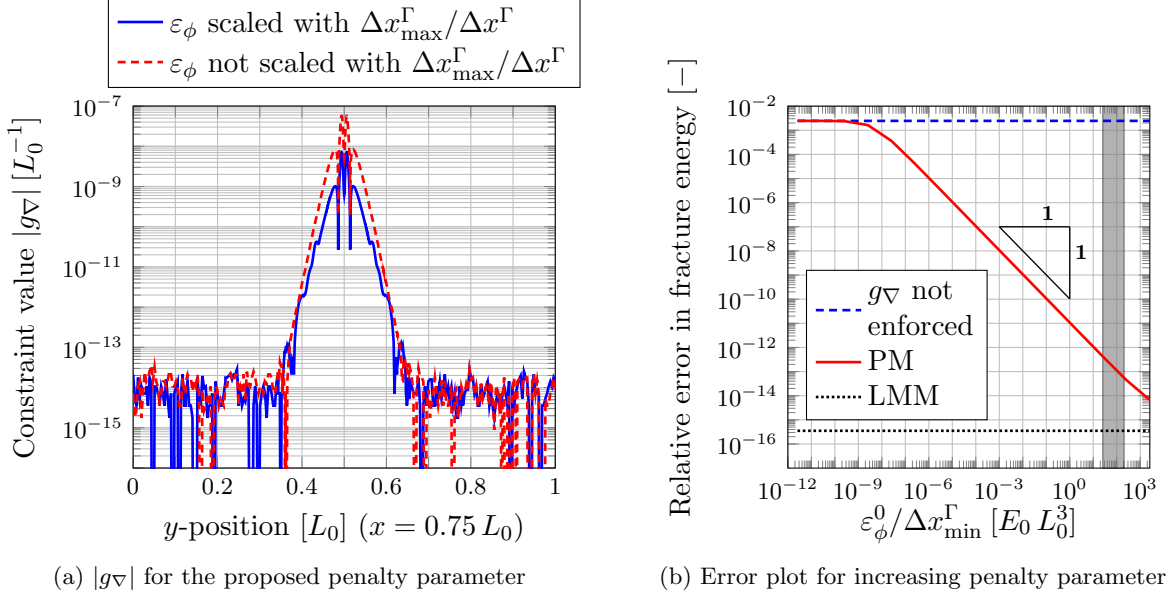 ε_ϕ scaled with Δx^Γ_max/Δx^Γ
ε_ϕ not scaled with Δx^Γ_max/Δx^Γ
Constraint value |g_∇| [L_0^{-1}]
10^{-7}
10^{-9}
10^{-11}
10^{-13}
10^{-15}
0 0.2 0.4 0.6 0.8 1
y-position [L_0] (x = 0.75 L_0)
(a) |g_∇| for the proposed penalty parameter
Relative error in fracture energy [−]
10^{-2}
10^{-4}
10^{-6}
10^{-8}
10^{-10}
10^{-12}
10^{-14}
10^{-16}
1
1
g_∇ not
enforced
PM
LMM
10^{-12} 10^{-9} 10^{-6} 10^{-3} 10^0 10^3
ε^0_ϕ/Δx^Γ_min [E_0 L_0^3]
(b) Error plot for increasing penalty parameter